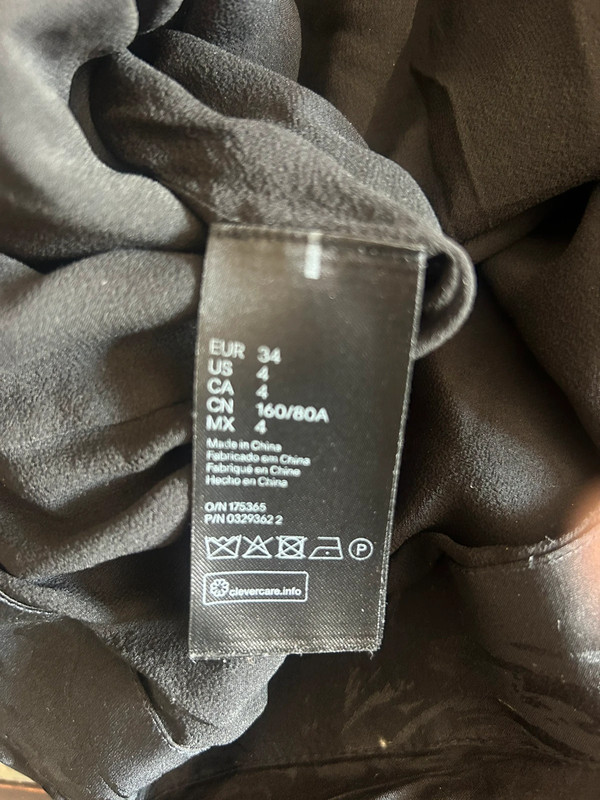 EUR 34
US 4
CA 4
CN 160/80A
MX 4
Made in China
Fabricado em China
Fabriqué en Chine
Hecho en China
O/N 175365
P/N 0329362 2
P
clevercare.info